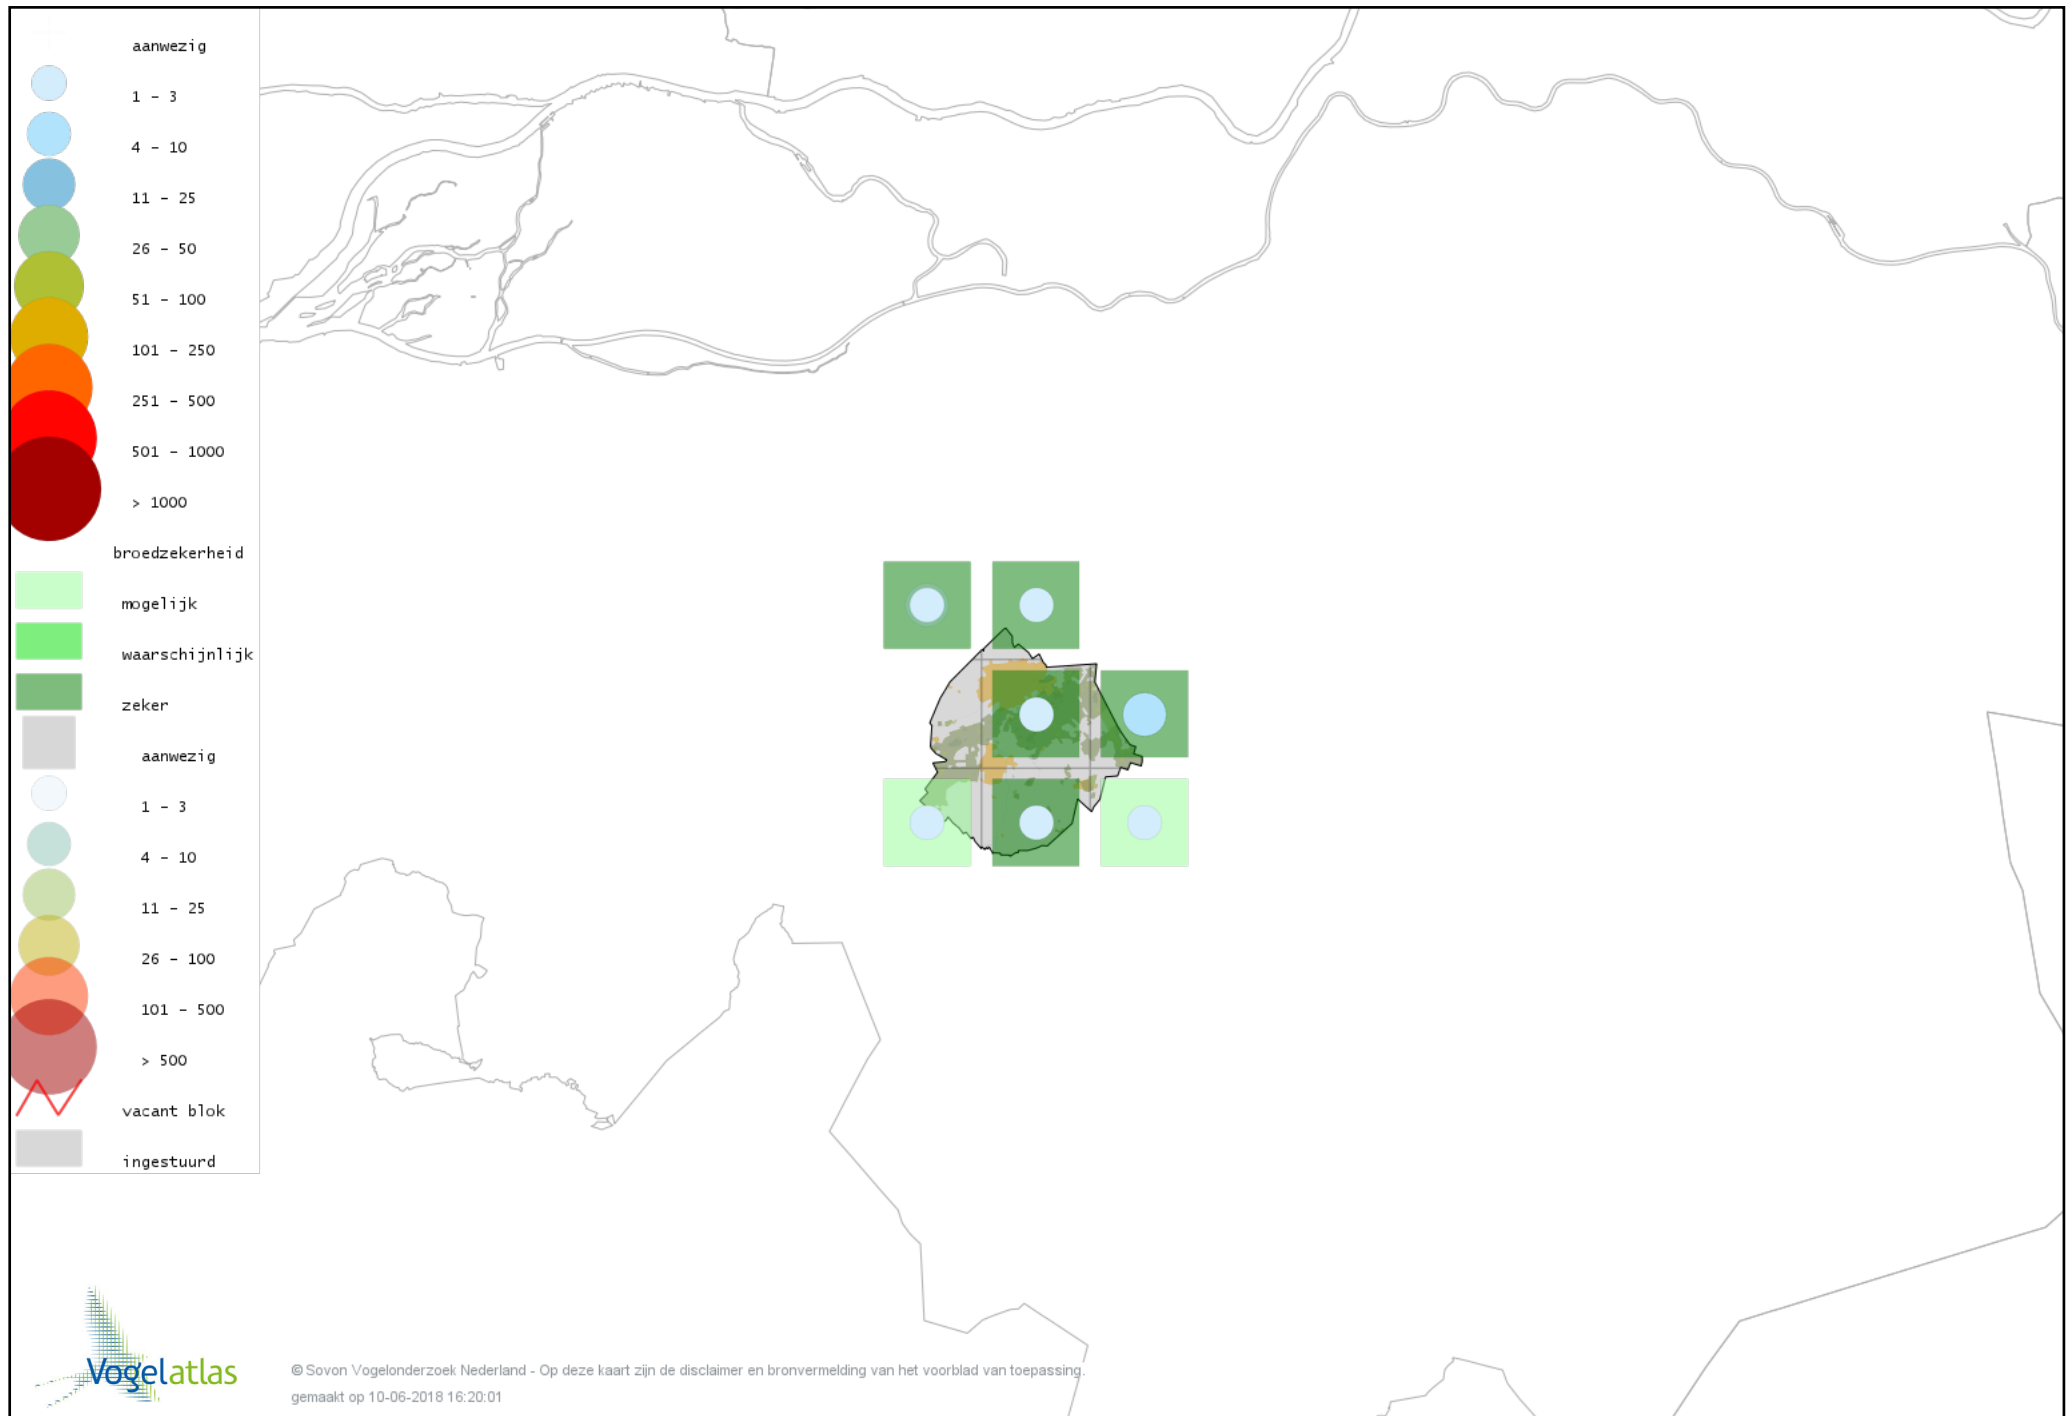 aanwezig
1 - 3
4 - 10
11 - 25
26 - 50
51 - 100
101 - 250
251 - 500
501 - 1000
> 1000
broedzekerheid
mogelijk
waarschijnlijk
zeker
aanwezig
1 - 3
4 - 10
11 - 25
26 - 100
101 - 500
> 500
vacant blok
ingestuurd
Vogelatlas
© Sovon Vogelonderzoek Nederland - Op deze kaart zijn de disclaimer en bronvermelding van het voorblad van toepassing.
gemaakt op 10-06-2018 16:20:01